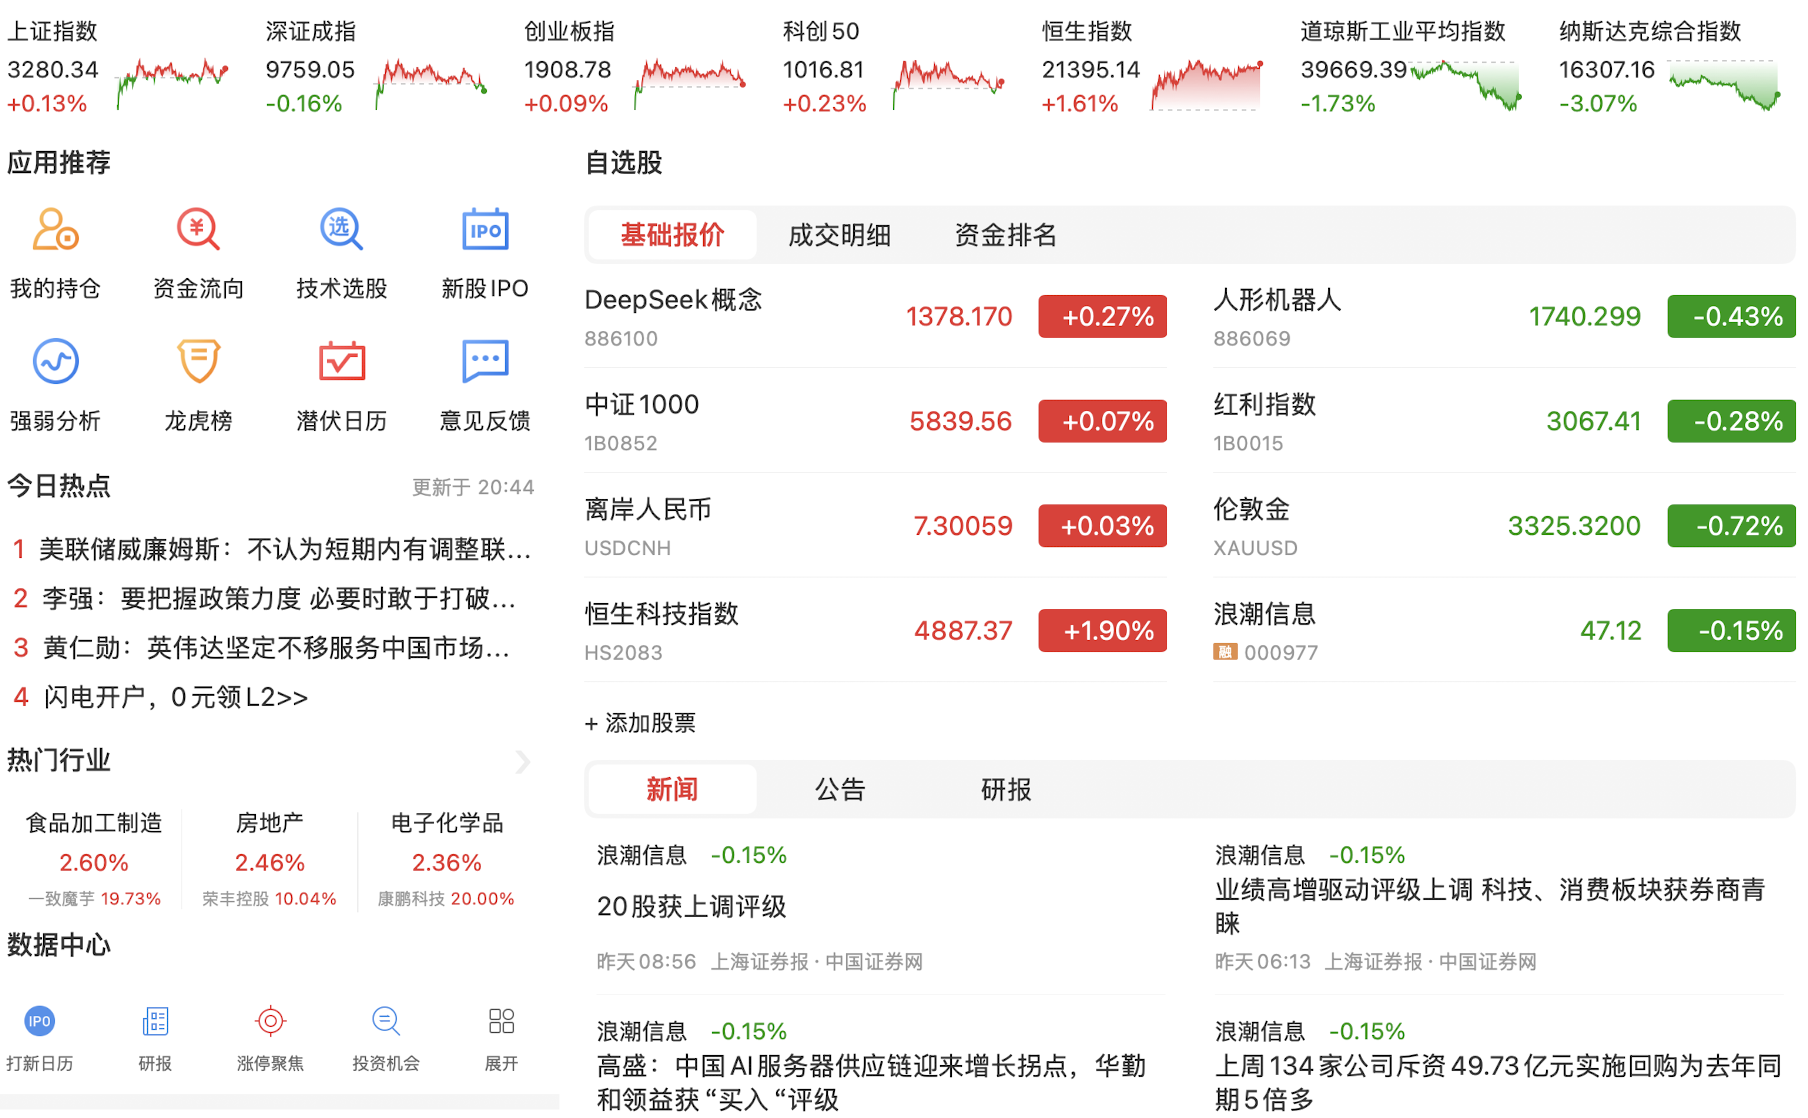 上证指数
3280.34
+0.13%
深证成指
9759.05
-0.16%
创业板指
1908.78
+0.09%
科创50
1016.81
+0.23%
恒生指数
21395.14
+1.61%
道琼斯工业平均指数
39669.39
-1.73%
纳斯达克综合指数
16307.16
-3.07%
应用推荐
我的持仓
¥
资金流向
选
技术选股
IPO
新股IPO
强弱分析
龙虎榜
潜伏日历
意见反馈
今日热点
更新于 20:44
1 美联储威廉姆斯：不认为短期内有调整联...
2 李强：要把握政策力度 必要时敢于打破...
3 黄仁勋：英伟达坚定不移服务中国市场...
4 闪电开户，0元领L2>>
热门行业
食品加工制造
2.60%
一致魔芋 19.73%
房地产
2.46%
荣丰控股 10.04%
电子化学品
2.36%
康鹏科技 20.00%
数据中心
IPO
打新日历
研报
涨停聚焦
投资机会
展开
自选股
基础报价
成交明细
资金排名
DeepSeek概念
886100
1378.170
+0.27%
人形机器人
886069
1740.299
-0.43%
中证1000
1B0852
5839.56
+0.07%
红利指数
1B0015
3067.41
-0.28%
离岸人民币
USDCNH
7.30059
+0.03%
伦敦金
XAUUSD
3325.3200
-0.72%
恒生科技指数
HS2083
4887.37
+1.90%
浪潮信息
融 000977
47.12
-0.15%
+ 添加股票
新闻
公告
研报
浪潮信息 -0.15%
20股获上调评级
昨天08:56 上海证券报·中国证券网
浪潮信息 -0.15%
业绩高增驱动评级上调 科技、消费板块获券商青
睐
昨天06:13 上海证券报·中国证券网
浪潮信息 -0.15%
高盛：中国AI服务器供应链迎来增长拐点，华勤
和领益获“买入“评级
浪潮信息 -0.15%
上周134家公司斥资49.73亿元实施回购为去年同
期5倍多